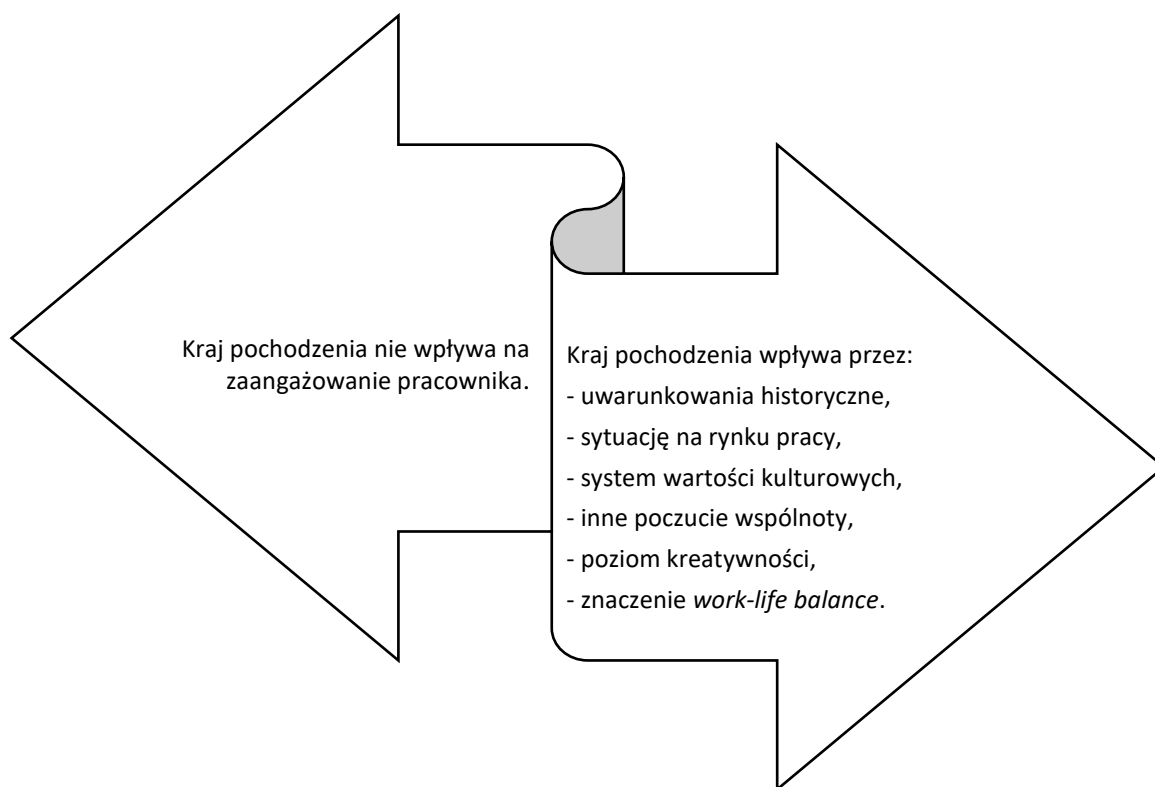 Kraj pochodzenia nie wpływa na
zaangażowanie pracownika.
Kraj pochodzenia wpływa przez:
- uwarunkowania historyczne,
- sytuację na rynku pracy,
- system wartości kulturowych,
- inne poczucie wspólnoty,
- poziom kreatywności,
- znaczenie work-life balance.